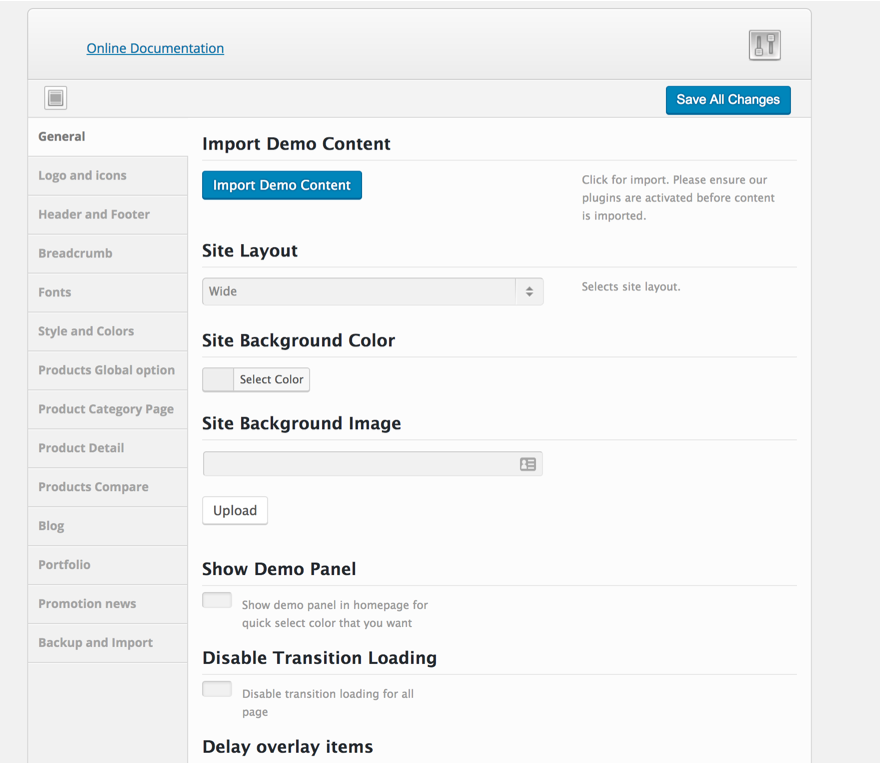 Online Documentation
Save All Changes
General
Logo and icons
Header and Footer
Breadcrumb
Fonts
Style and Colors
Products Global option
Product Category Page
Product Detail
Products Compare
Blog
Portfolio
Promotion news
Backup and Import
Import Demo Content
Import Demo Content
Click for import. Please ensure our
plugins are activated before content
is imported.
Site Layout
Wide
Selects site layout.
Site Background Color
Select Color
Site Background Image
Upload
Show Demo Panel
Show demo panel in homepage for
quick select color that you want
Disable Transition Loading
Disable transition loading for all
page
Delay overlay items